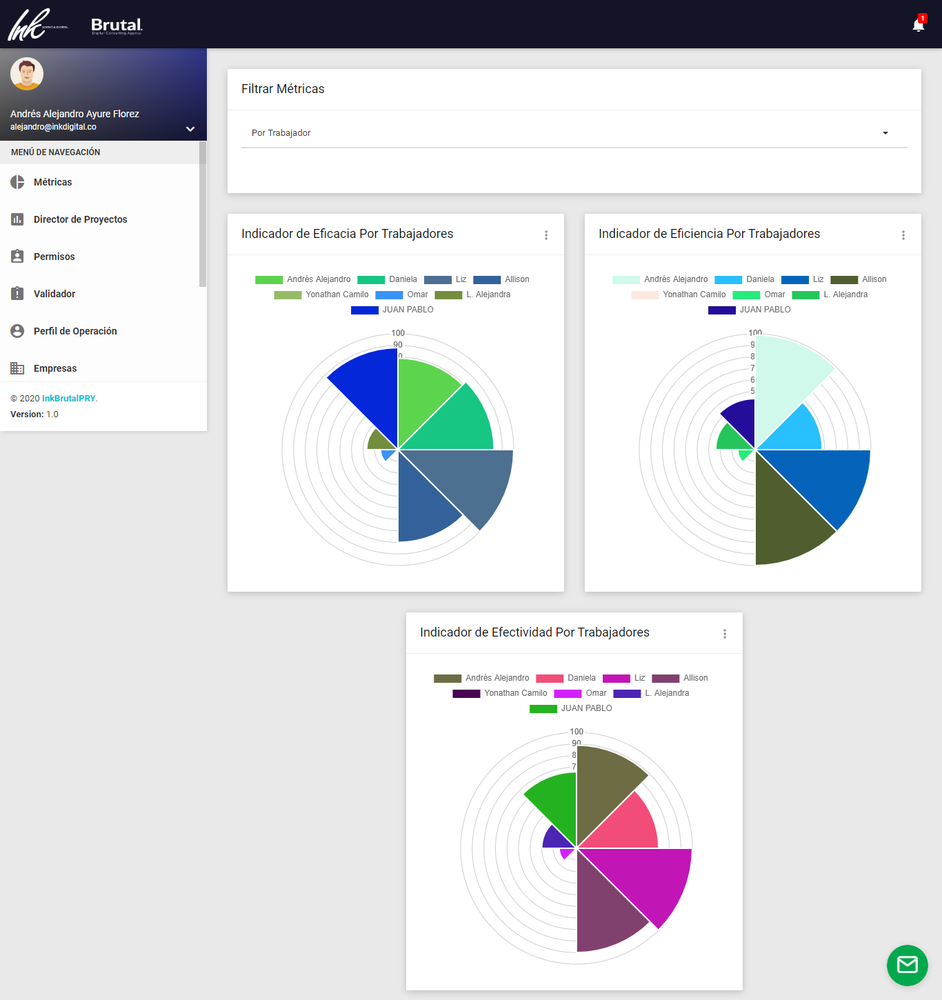 Ink AGENCIA DIGITAL
Brutal.
Digital Consulting Agency
1
Andrés Alejandro Ayure Florez
alejandro@inkdigital.co
MENÚ DE NAVEGACIÓN
Métricas
Director de Proyectos
Permisos
Validador
Perfil de Operación
Empresas
© 2020 InkBrutalPRY.
Version: 1.0
Filtrar Métricas
Por Trabajador
Indicador de Eficacia Por Trabajadores
Andrés Alejandro Daniela Liz Allison
Yonathan Camilo Omar L. Alejandra
JUAN PABLO
100
90
Indicador de Eficiencia Por Trabajadores
Andrés Alejandro Daniela Liz Allison
Yonathan Camilo Omar L. Alejandra
JUAN PABLO
100
9
8
7
6
5
Indicador de Efectividad Por Trabajadores
Andrés Alejandro Daniela Liz Allison
Yonathan Camilo Omar L. Alejandra
JUAN PABLO
100
90
8
7